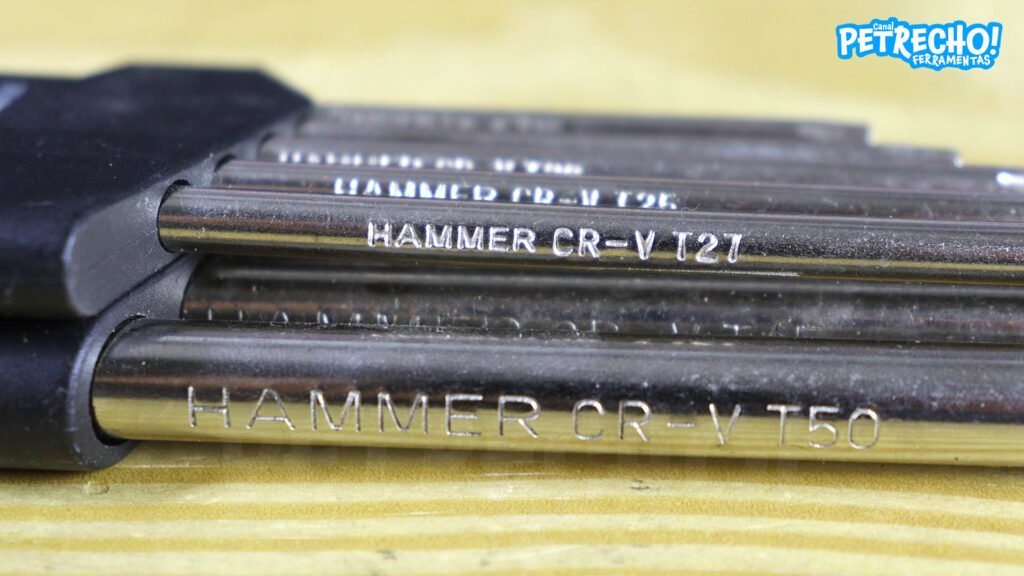 Canal
PETRECHO!
FERRAMENTAS
HAMMER CR-V T25
HAMMER CR-V T27
HAMMER CR-V T50